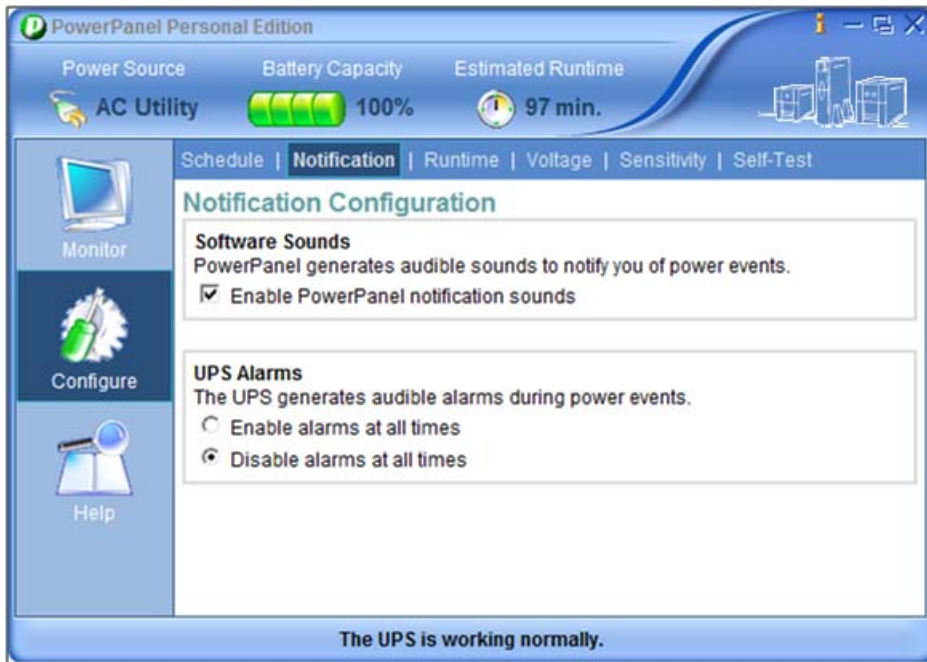 PowerPanel Personal Edition
Power Source
Battery Capacity
Estimated Runtime
AC Utility
100%
97 min.
Schedule | Notification | Runtime | Voltage | Sensitivity | Self-Test
Monitor
Configure
Help
Notification Configuration
Software Sounds
PowerPanel generates audible sounds to notify you of power events.
Enable PowerPanel notification sounds
UPS Alarms
The UPS generates audible alarms during power events.
Enable alarms at all times
Disable alarms at all times
The UPS is working normally.